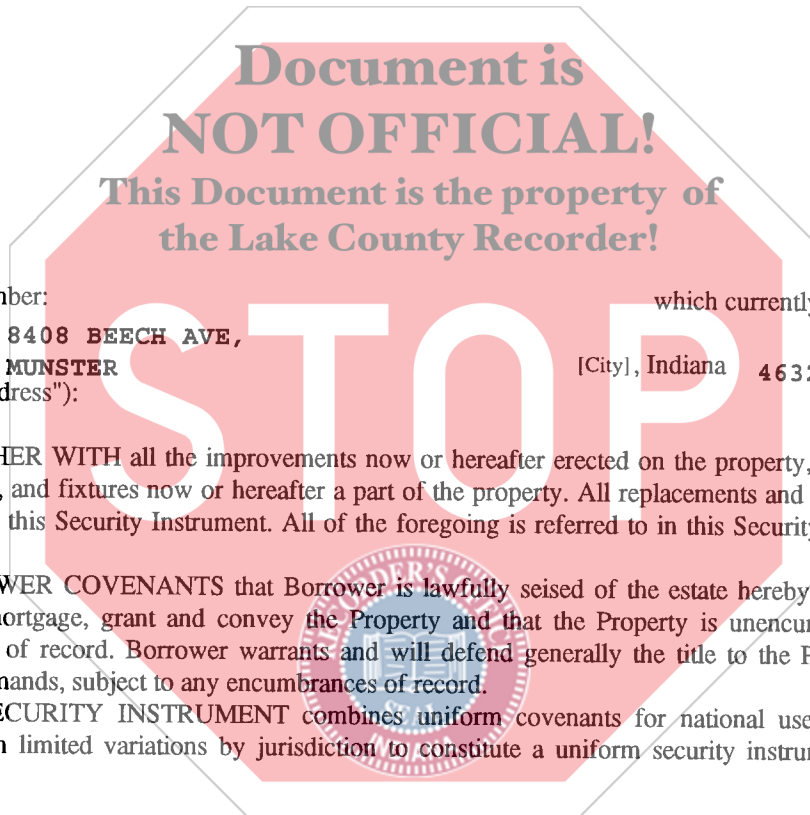 Document is
NOT OFFICIAL!
This Document is the property of
the Lake County Recorder!
nber: which currently
8408 BEECH AVE,
MUNSTER [City], Indiana 4632
dress"):
STOP
HER WITH all the improvements now or hereafter erected on the property,
, and fixtures now or hereafter a part of the property. All replacements and
this Security Instrument. All of the foregoing is referred to in this Security
WER COVENANTS that Borrower is lawfully seised of the estate hereby
ortgage, grant and convey the Property and that the Property is unencur
of record. Borrower warrants and will defend generally the title to the P
nands, subject to any encumbrances of record.
ECURITY INSTRUMENT combines uniform covenants for national use
n limited variations by jurisdiction to constitute a uniform security instrum
SEAL
INDIANA